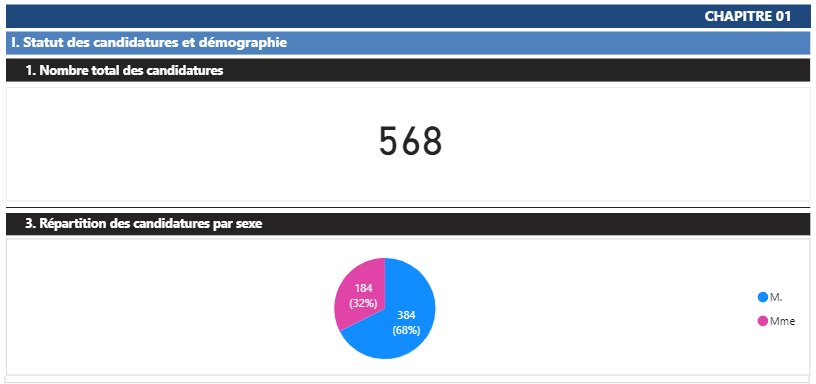 CHAPITRE 01
I. Statut des candidatures et démographie
1. Nombre total des candidatures
568
3. Répartition des candidatures par sexe
184
(32%)
384
(68%)
M.
Mme